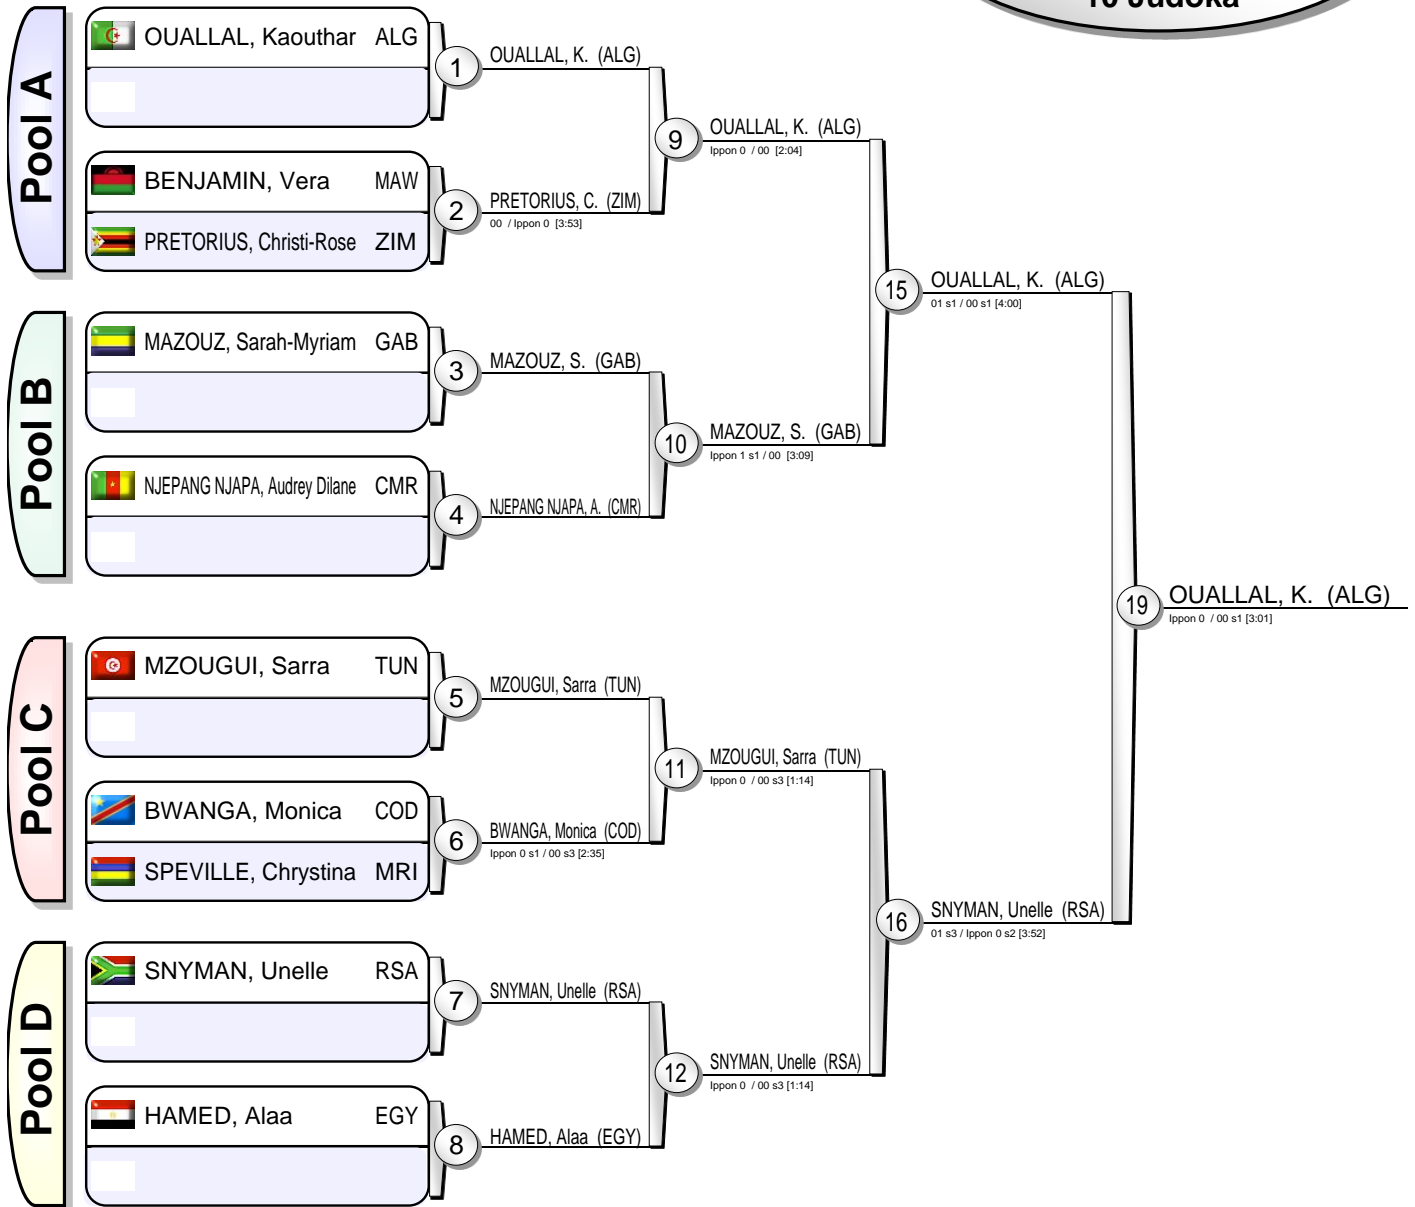 10 Judoka
Pool A
OUALLAL, Kaouthar ALG
1
OUALLAL, K. (ALG)
BENJAMIN, Vera MAW
PRETORIUS, Christi-Rose ZIM
2
PRETORIUS, C. (ZIM)
00 / Ippon 0 [3:53]
9
OUALLAL, K. (ALG)
Ippon 0 / 00 [2:04]
Pool B
MAZOUZ, Sarah-Myriam GAB
3
MAZOUZ, S. (GAB)
NJEPANG NJAPA, Audrey Dilane CMR
4
NJEPANG NJAPA, A. (CMR)
10
MAZOUZ, S. (GAB)
Ippon 1 s1 / 00 [3:09]
15
OUALLAL, K. (ALG)
01 s1 / 00 s1 [4:00]
Pool C
MZOUGUI, Sarra TUN
5
MZOUGUI, Sarra (TUN)
BWANGA, Monica COD
SPEVILLE, Chrystina MRI
6
BWANGA, Monica (COD)
Ippon 0 s1 / 00 s3 [2:35]
11
MZOUGUI, Sarra (TUN)
Ippon 0 / 00 s3 [1:14]
Pool D
SNYMAN, Unelle RSA
7
SNYMAN, Unelle (RSA)
HAMED, Alaa EGY
8
HAMED, Alaa (EGY)
12
SNYMAN, Unelle (RSA)
Ippon 0 / 00 s3 [1:14]
16
SNYMAN, Unelle (RSA)
01 s3 / Ippon 0 s2 [3:52]
19
OUALLAL, K. (ALG)
Ippon 0 / 00 s1 [3:01]